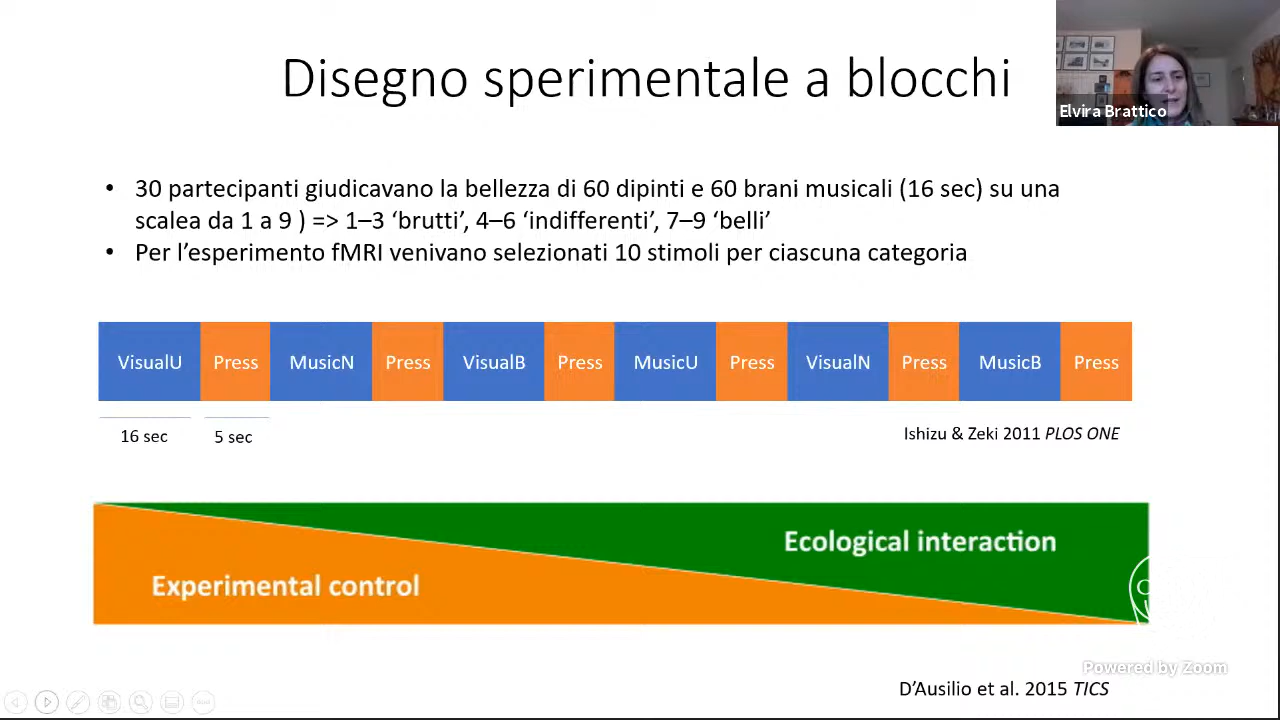 Disegno sperimentale a blocchi
Elvira Brattico
• 30 partecipanti giudicavano la bellezza di 60 dipinti e 60 brani musicali (16 sec) su una
scalea da 1 a 9 ) => 1–3 ‘brutti’, 4–6 ‘indifferenti’, 7–9 ‘belli’
• Per l’esperimento fMRI venivano selezionati 10 stimoli per ciascuna categoria
VisualU Press MusicN Press VisualB Press MusicU Press VisualN Press MusicB Press
16 sec 5 sec
Ishizu & Zeki 2011 PLOS ONE
Ecological interaction
Experimental control
Powered by Zoom
D’Ausilio et al. 2015 TICS